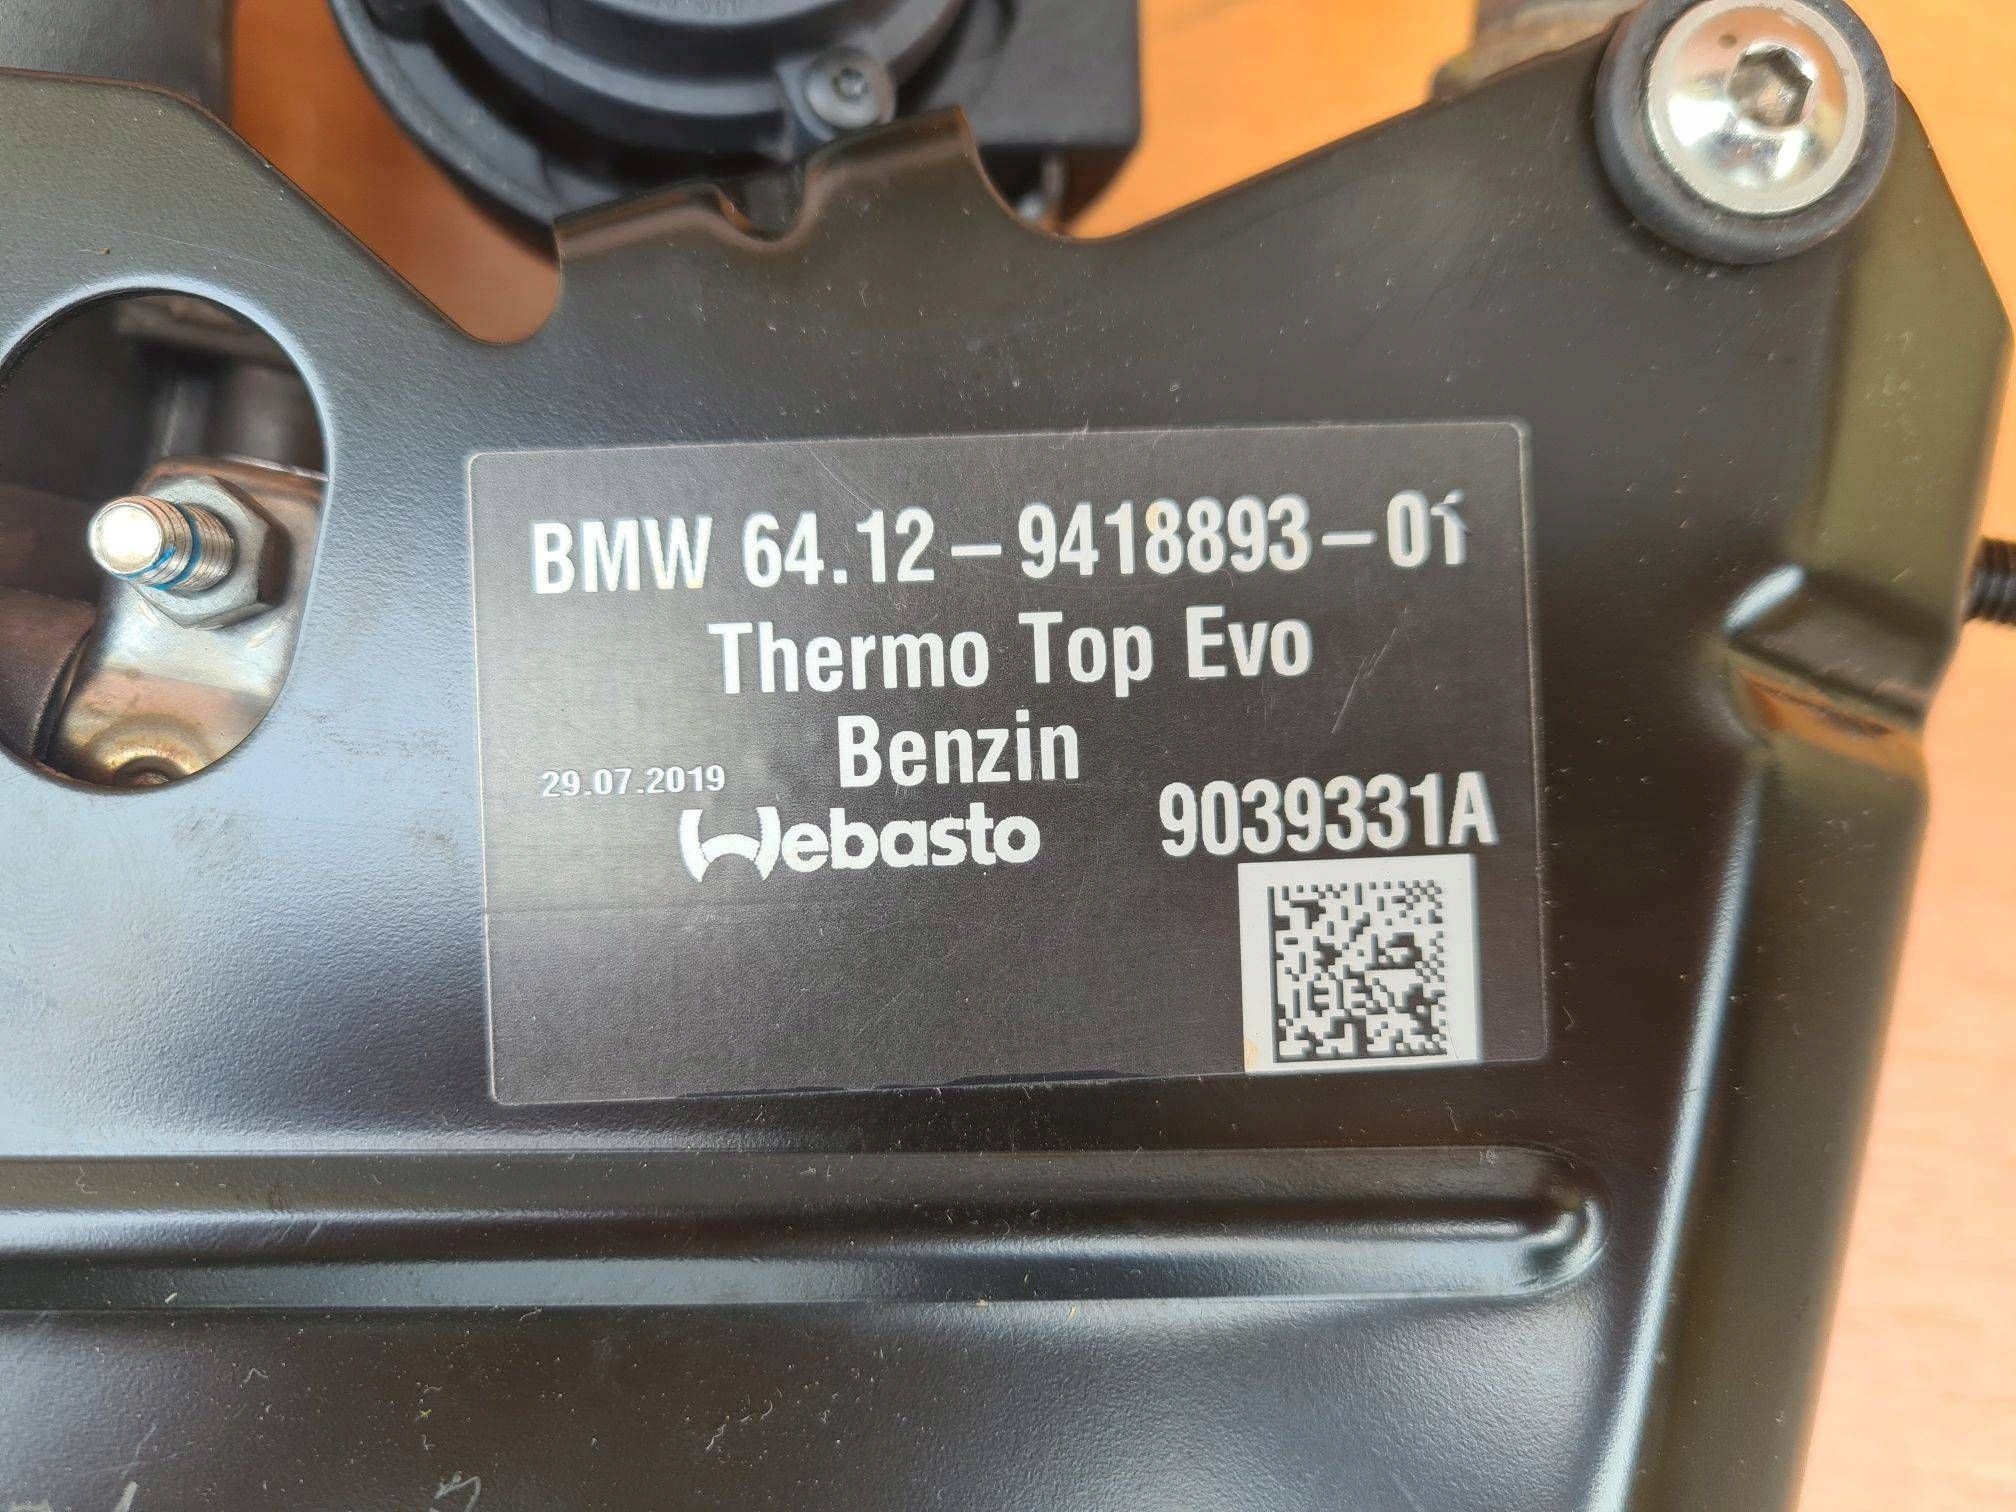 BMW 64.12-9418893-01
Thermo Top Evo
Benzin
29.07.2019
Webasto
9039331A